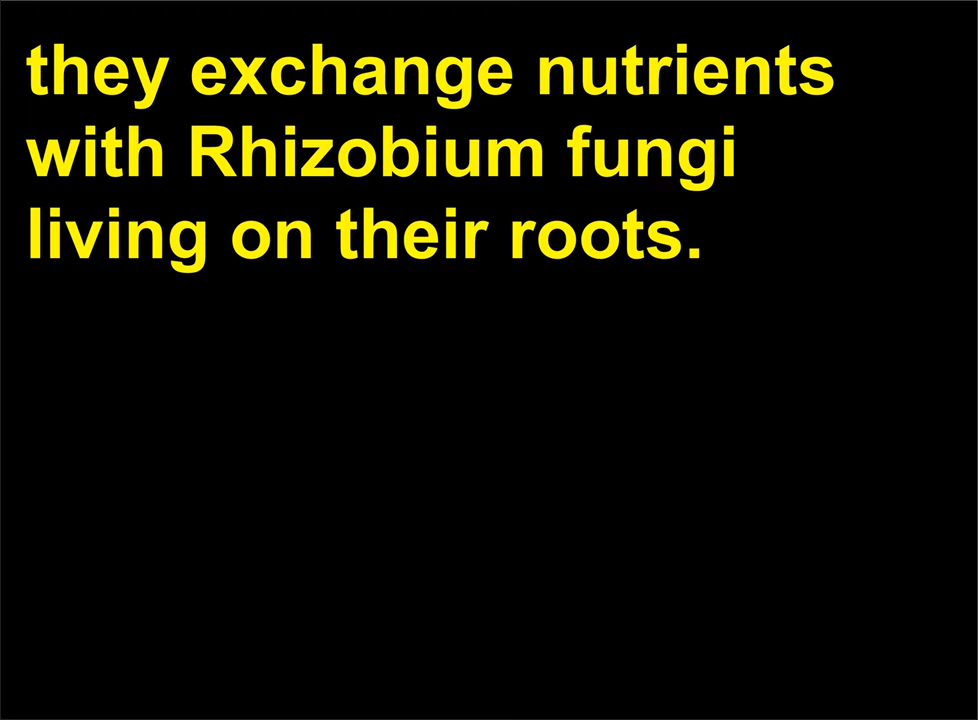 they exchange nutrients
with Rhizobium fungi
living on their roots.